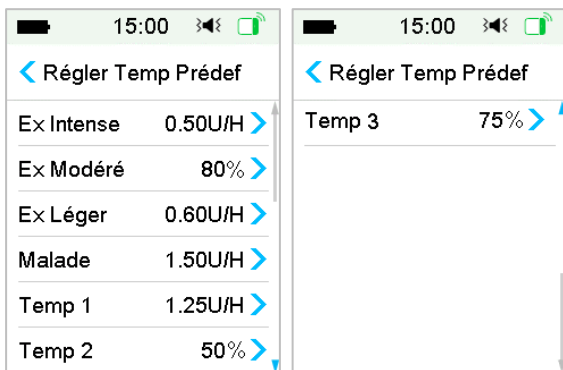 15:00
Régler Temp Prédef
Ex Intense 0.50U/H
Ex Modéré 80%
Ex Léger 0.60U/H
Malade 1.50U/H
Temp 1 1.25U/H
Temp 2 50%
15:00
Régler Temp Prédef
Temp 3 75%